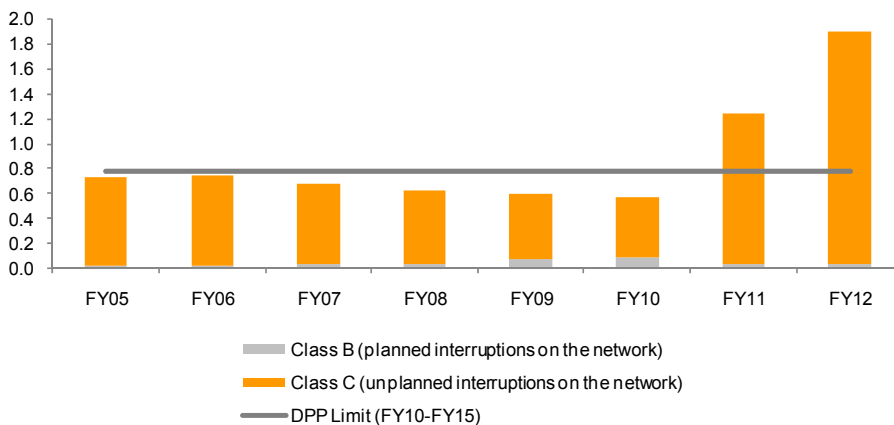 2.0
1.8
1.6
1.4
1.2
1.0
0.8
0.6
0.4
0.2
0.0
FY05 FY06 FY07 FY08 FY09 FY10 FY11 FY12
Class B (planned interruptions on the network)
Class C (unplanned interruptions on the network)
DPP Limit (FY10-FY15)